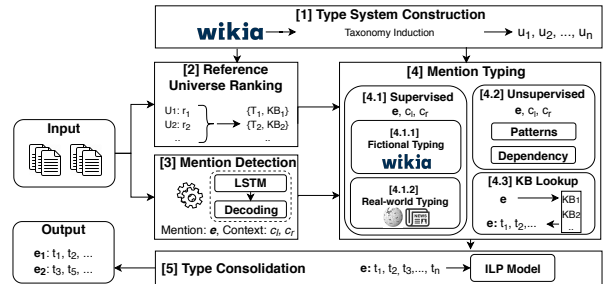 [1] Type System Construction
wikia
Taxonomy Induction
u1, u2, ..., un
[2] Reference
Universe Ranking
U1: r1
U2: r2
..
{T1, KB1}
{T2, KB2}
..
Input
[3] Mention Detection
LSTM
Decoding
Mention: e, Context: cl, cr
[4] Mention Typing
[4.1] Supervised
e, cl, cr
[4.1.1]
Fictional Typing
wikia
[4.1.2]
Real-world Typing
NEWS
[4.2] Unsupervised
e, cl, cr
Patterns
Dependency
[4.3] KB Lookup
e
KB1
KB2
..
e: t1, t2,...
Output
e1: t1, t2, ...
e2: t3, t5, ...
[5] Type Consolidation
e: t1, t2, t3,..., tn
ILP Model